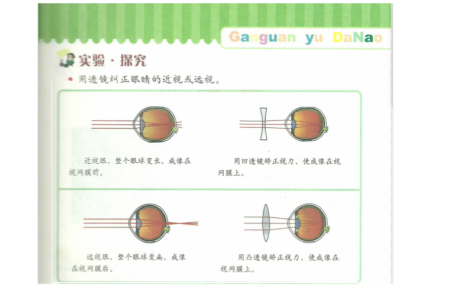 Ganguan yu DaNao
实验·探究
用透镜纠正眼睛的近视或远视。
近视眼，整个眼球变长，成像在
视网膜前。
用凹透镜矫正视力，使成像在视
网膜上。
远视眼，整个眼球变扁，成像
在视网膜后。
用凸透镜矫正视力，使成像在
视网膜上。